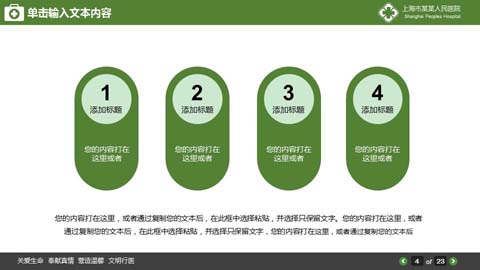 单击输入文本内容
上海市某某人民医院
Shanghai Peoples Hospital
1
添加标题
您的内容打在
这里或者
2
添加标题
您的内容打在
这里或者
3
添加标题
您的内容打在
这里或者
4
添加标题
您的内容打在
这里或者
您的内容打在这里，或者通过复制您的文本后，在此框中选择粘贴，并选择只保留文字。您的内容打在这里，或者
通过复制您的文本后，在此框中选择粘贴，并选择只保留文字，您的内容打在这里，或者通过复制您的文本后
关爱生命 奉献真情 营造温馨 文明行医
4 of 23